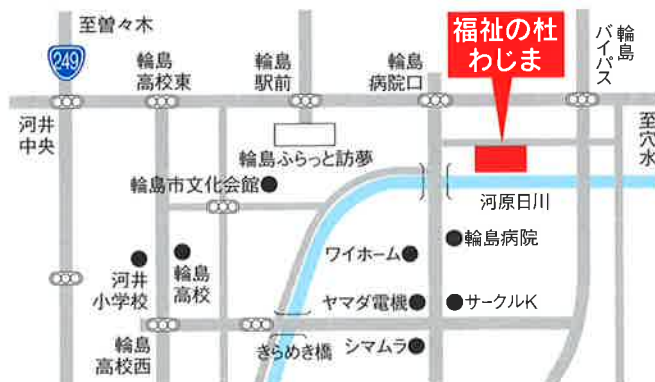 至曽々木
249
輪島
高校東
輪島
駅前
輪島
病院口
福祉の杜
わじま
輪島
バイパス
河井
中央
至穴水
輪島ふらっと訪夢
輪島市文化会館
河原田川
輪島病院
ワイホーム
河井
小学校
輪島
高校
ヤマダ電機
サークルK
輪島
高校西
きらめき橋
シマムラ